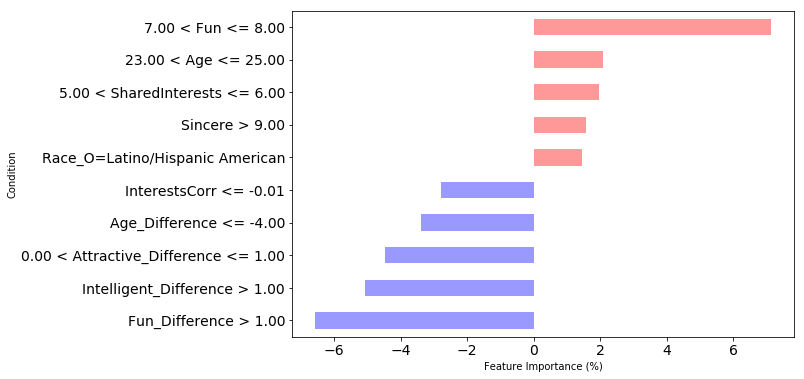 7.00 < Fun <= 8.00
23.00 < Age <= 25.00
5.00 < SharedInterests <= 6.00
Sincere > 9.00
Race_O=Latino/Hispanic American
InterestsCorr <= -0.01
Age_Difference <= -4.00
0.00 < Attractive_Difference <= 1.00
Intelligent_Difference > 1.00
Fun_Difference > 1.00
Condition
−6 −4 −2 0 2 4 6
Feature Importance (%)